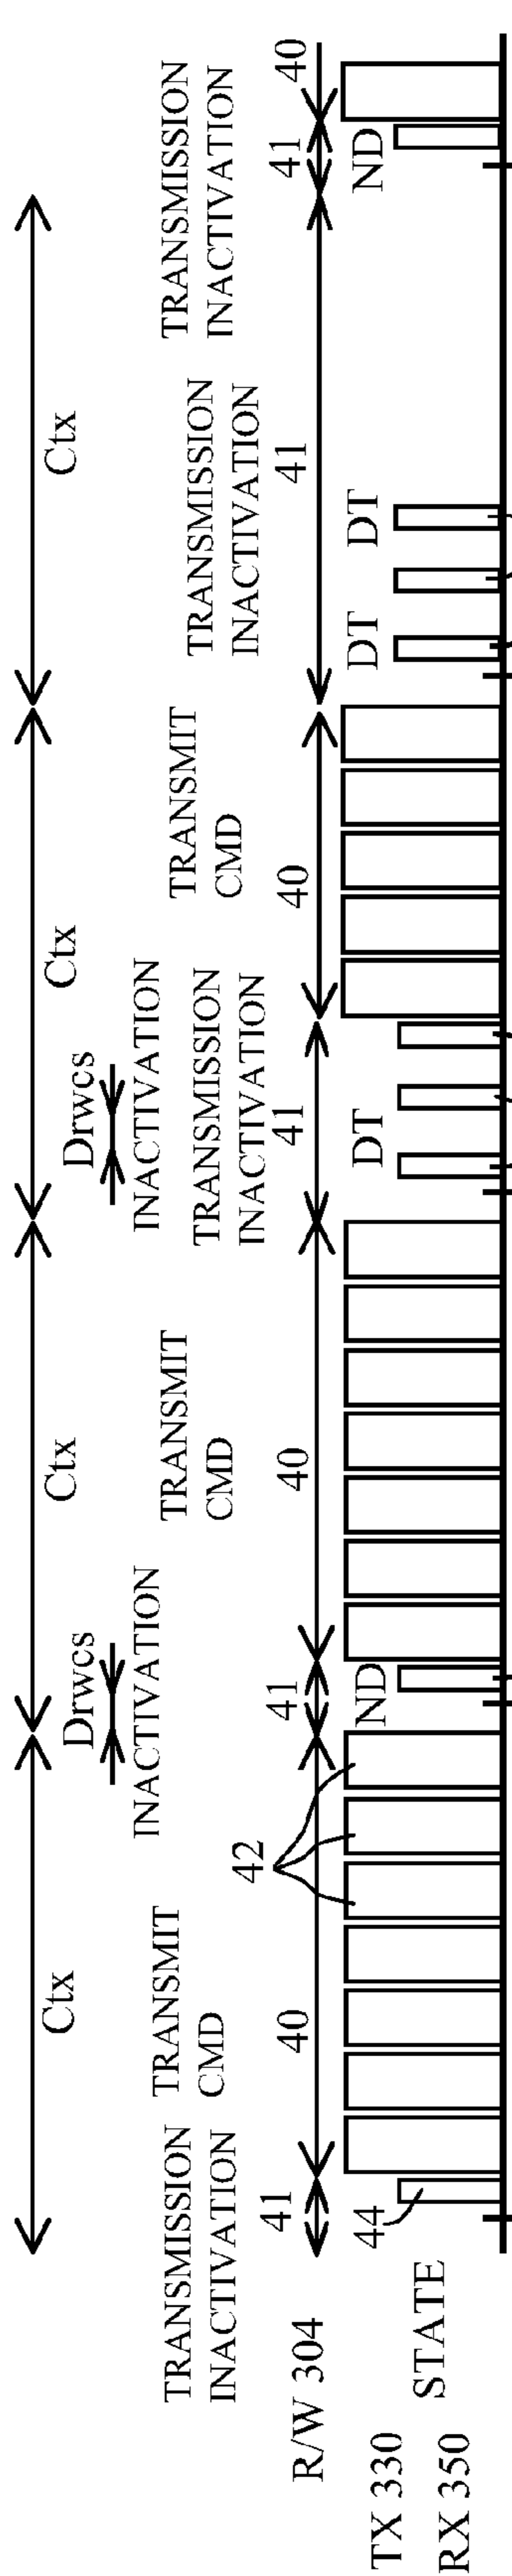 Ctx
Ctx
Ctx
Ctx
Drwcs
Drwcs
INACTIVATION
INACTIVATION
TRANSMISSION
INACTIVATION
TRANSMIT
CMD
TRANSMIT
CMD
TRANSMISSION
INACTIVATION
TRANSMIT
CMD
TRANSMISSION
INACTIVATION
TRANSMISSION
INACTIVATION
R/W 304
41
40
42
41
40
41
40
41
41
40
TX 330
44
ND
DT
DT
DT
ND
STATE
RX 350